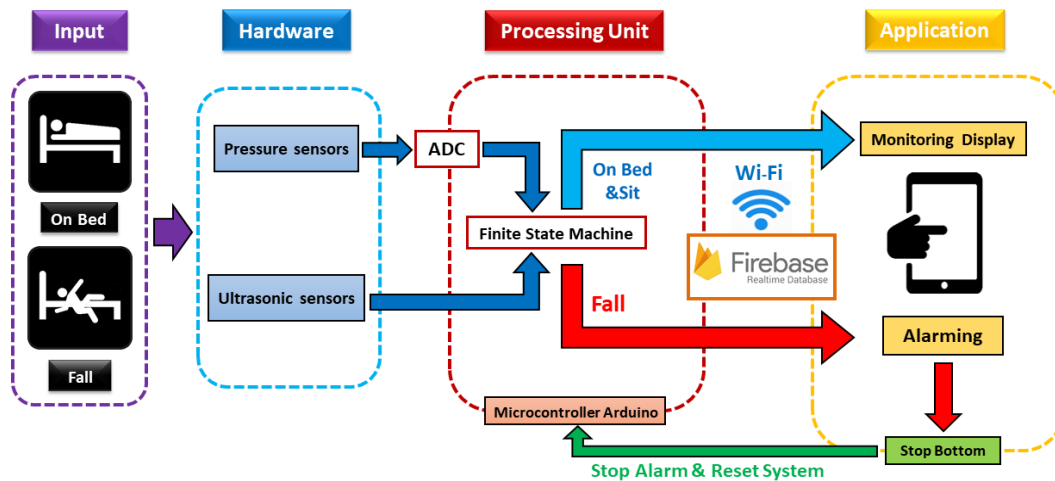 Input
Hardware
Processing Unit
Application
On Bed
Fall
Pressure sensors
Ultrasonic sensors
ADC
Finite State Machine
On Bed
&Sit
Fall
Microcontroller Arduino
Wi-Fi
Firebase
Realtime Database
Monitoring Display
Alarming
Stop Bottom
Stop Alarm & Reset System